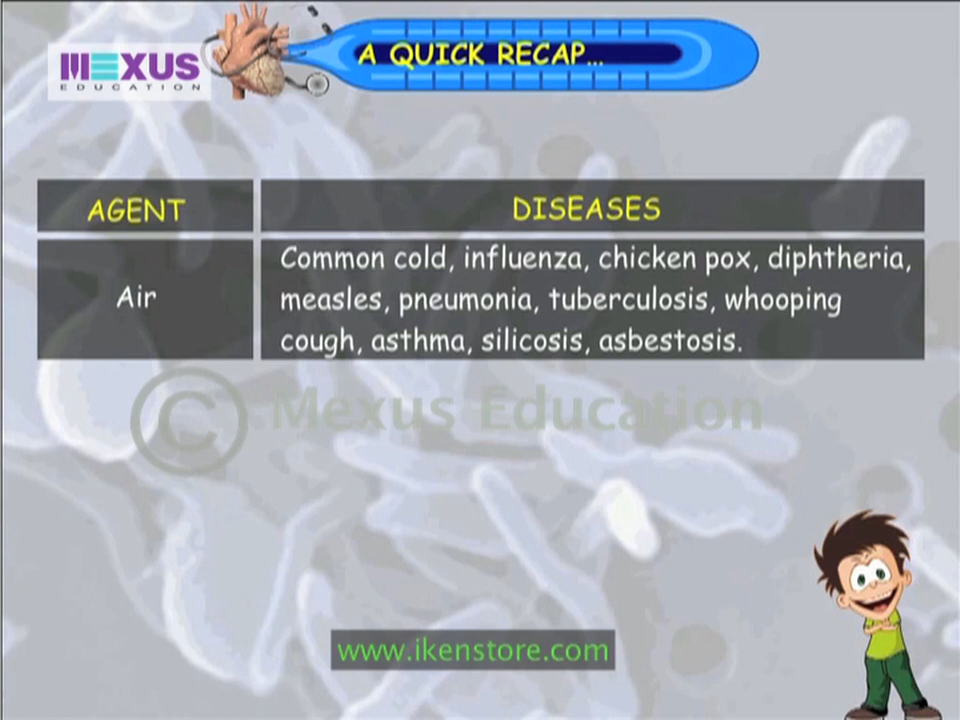 MEXUS
EDUCATION
A QUICK RECAP...
AGENT
DISEASES
Air
Common cold, influenza, chicken pox, diphtheria,
measles, pneumonia, tuberculosis, whooping
cough, asthma, silicosis, asbestosis.
© Mexus Education
www.ikenstore.com